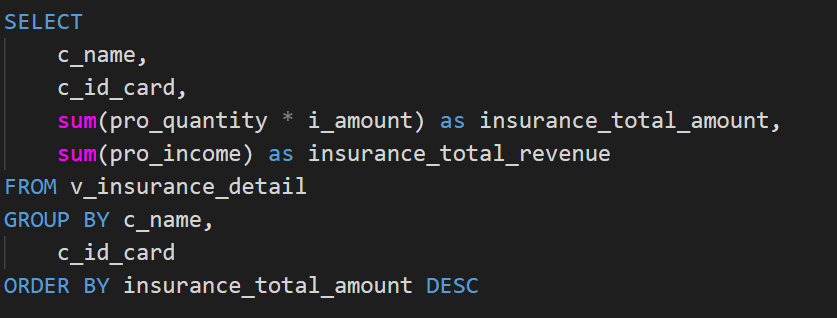 SELECT
    c_name,
    c_id_card,
    sum(pro_quantity * i_amount) as insurance_total_amount,
    sum(pro_income) as insurance_total_revenue
FROM v_insurance_detail
GROUP BY c_name,
    c_id_card
ORDER BY insurance_total_amount DESC